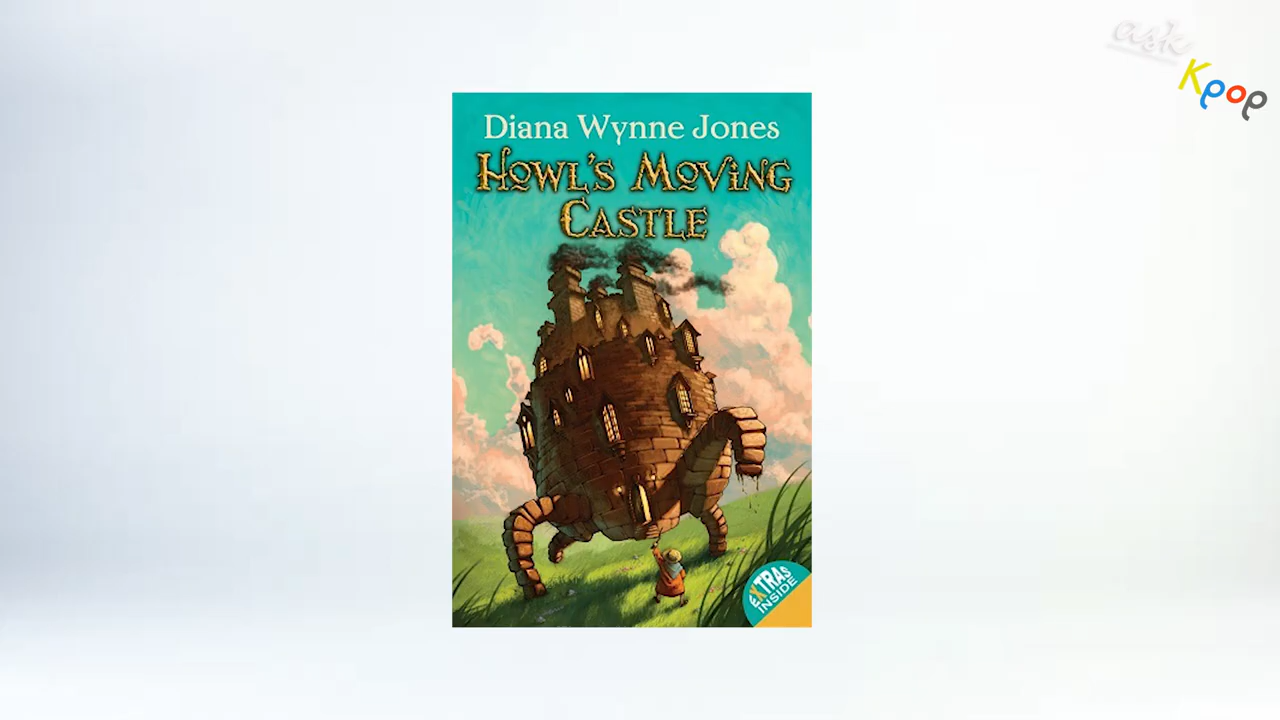 ask
Kpop
Diana Wynne Jones
Howl's Moving
Castle
EXTRAS
INSIDE